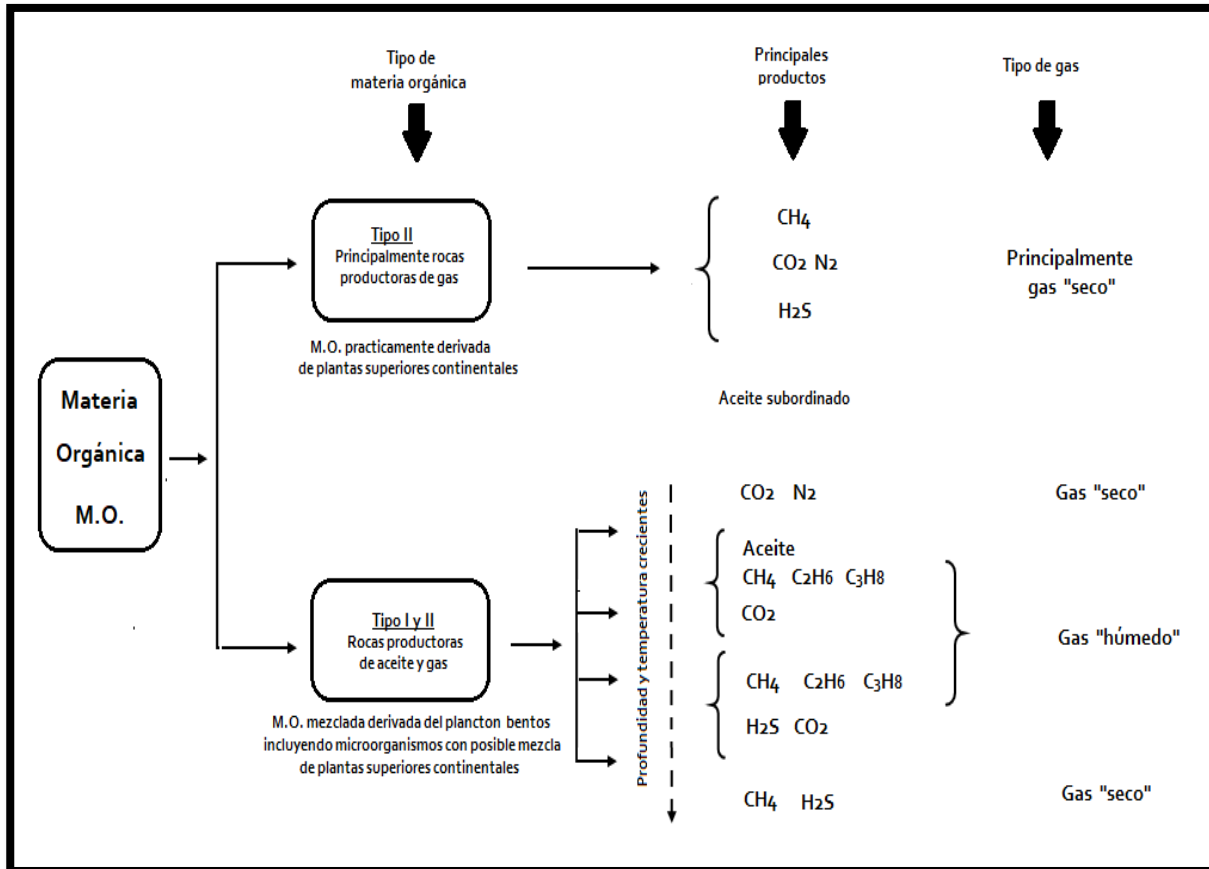 Tipo de
materia orgánica
Principales
productos
Tipo de gas
Tipo II
Principalmente rocas
productoras de gas
M.O. practicamente derivada
de plantas superiores continentales
CH4
CO2 N2
H2S
Principalmente
gas "seco"
Aceite subordinado
Materia
Orgánica
M.O.
Tipo I y II
Rocas productoras
de aceite y gas
M.O. mezclada derivada del plancton bentos
incluyendo microorganismos con posible mezcla
de plantas superiores continentales
Profundidad y temperatura crecientes
CO2 N2
Gas "seco"
Aceite
CH4 C2H6 C3H8
CO2
CH4 C2H6 C3H8
H2S CO2
Gas "húmedo"
CH4 H2S
Gas "seco"